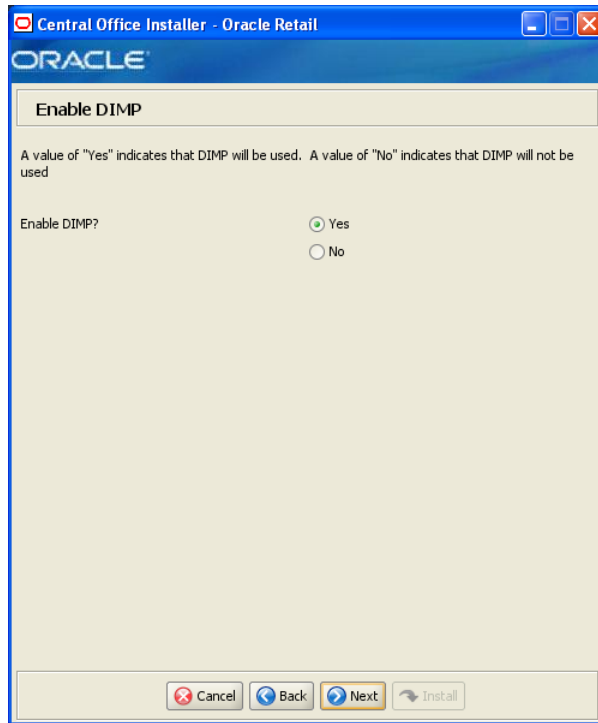 Central Office Installer - Oracle Retail
ORACLE
Enable DIMP
A value of "Yes" indicates that DIMP will be used. A value of "No" indicates that DIMP will not be
used
Enable DIMP?
Yes
No
Cancel Back Next Install